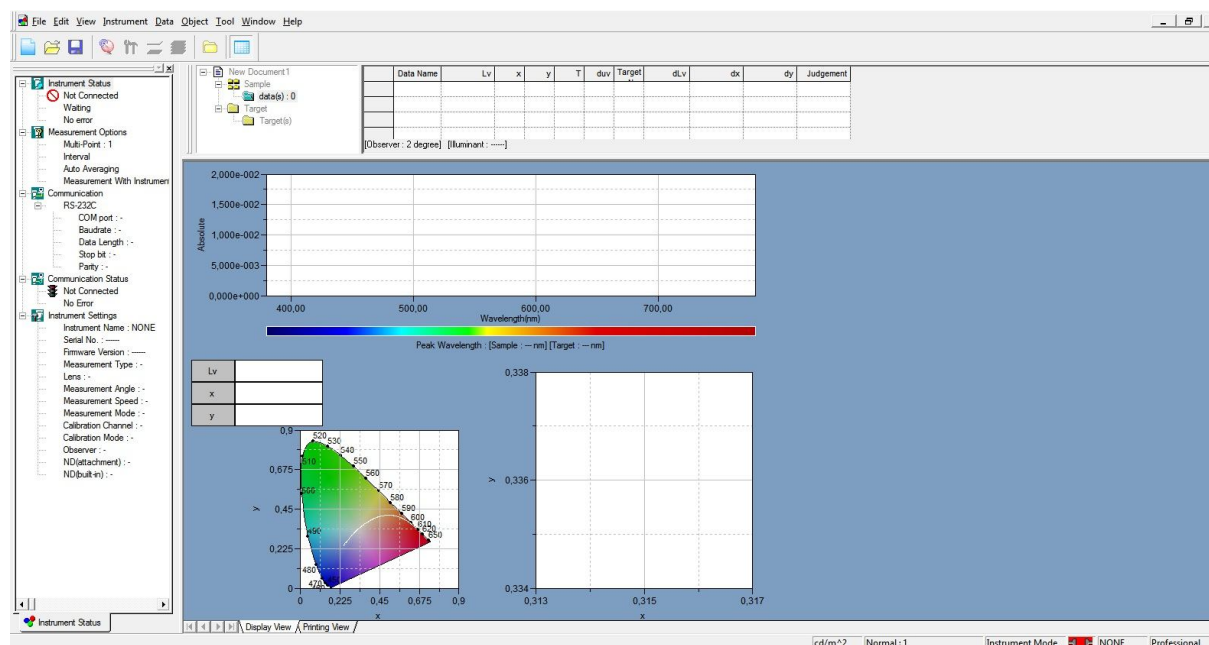 File Edit View Instrument Data Object Tool Window Help
Instrument Status
Not Connected
Waiting
No error
Measurement Options
Multi-Point : 1
Interval
Auto Averaging
Measurement With Instrumen
Communication
RS-232C
COM port : -
Baudrate : -
Data Length : -
Stop bit : -
Parity : -
Communication Status
Not Connected
No Error
Instrument Settings
Instrument Name : NONE
Serial No. : -----
Firmware Version : -----
Measurement Type : -
Lens : -
Measurement Angle : -
Measurement Speed : -
Measurement Mode : -
Calibration Channel : -
Calibration Mode : -
Observer : -
ND(attachment) : -
ND(built-in) : -
Instrument Status
New Document1
Sample
data(s) : 0
Target
Target(s)
Data Name Lv x y T duv Target dLv dx dy Judgement
[Observer : 2 degree] [Illuminant : -----]
Absolute
2,000e-002
1,500e-002
1,000e-002
5,000e-003
0,000e+000
400,00 500,00 600,00 700,00
Wavelength(nm)
Peak Wavelength : [Sample : --- nm] [Target : --- nm]
Lv
x
y
y
0,9
0,675
0,45
0,225
0
520
530
540
550
560
570
580
590
600
610
620
650
510
500
490
480
470
0 0,225 0,45 0,675 0,9
x
y
0,338
0,336
0,334
0,313 0,315 0,317
x
Display View Printing View
cd/m^2 Normal : 1 Instrument Mode NONE Professional